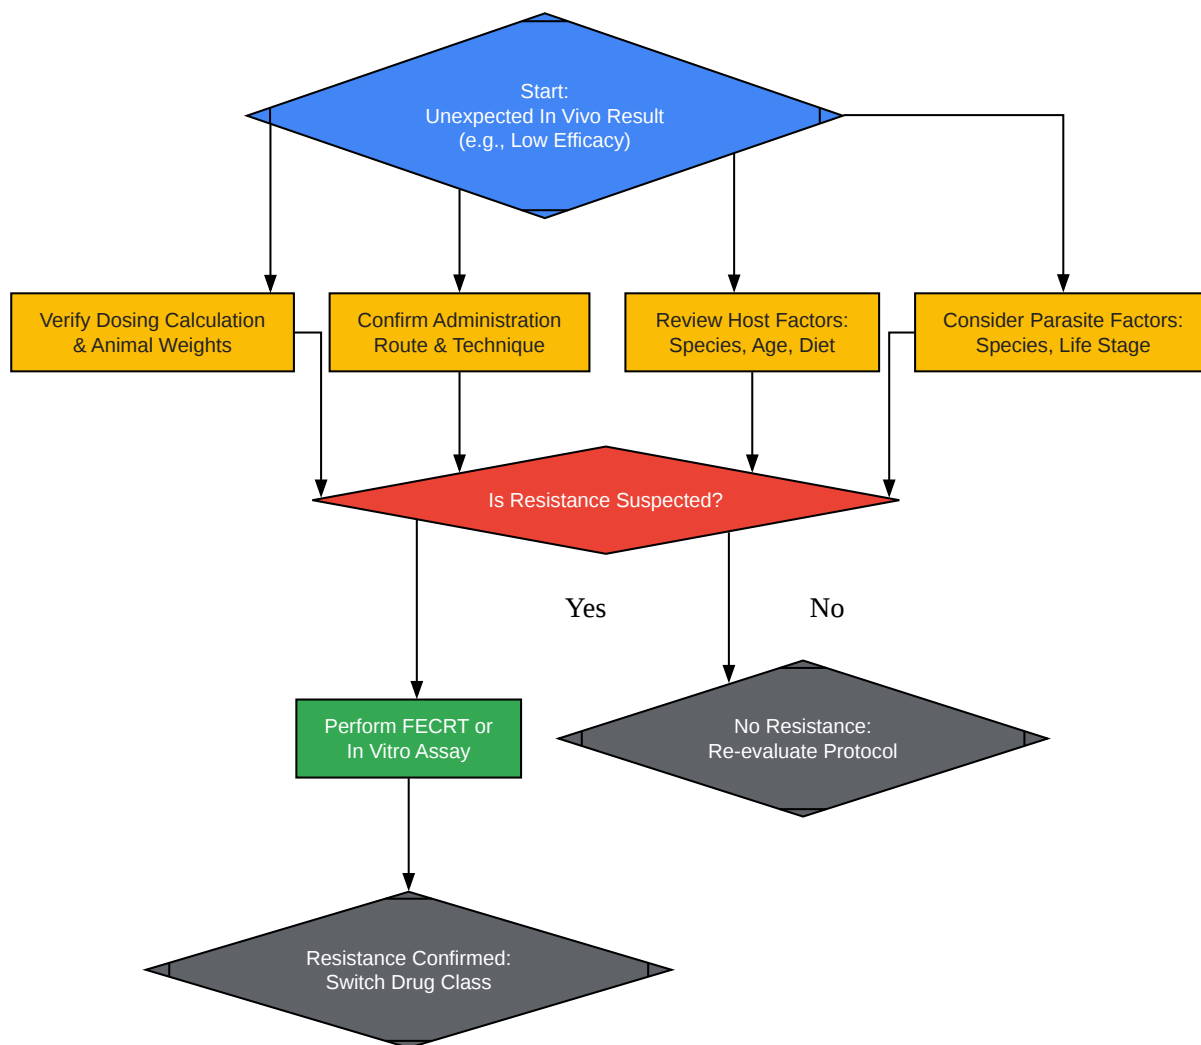 Start:
Unexpected In Vivo Result
(e.g., Low Efficacy)
Verify Dosing Calculation
& Animal Weights
Confirm Administration
Route & Technique
Review Host Factors:
Species, Age, Diet
Consider Parasite Factors:
Species, Life Stage
Is Resistance Suspected?
Yes
No
Perform FECRT or
In Vitro Assay
No Resistance:
Re-evaluate Protocol
Resistance Confirmed:
Switch Drug Class